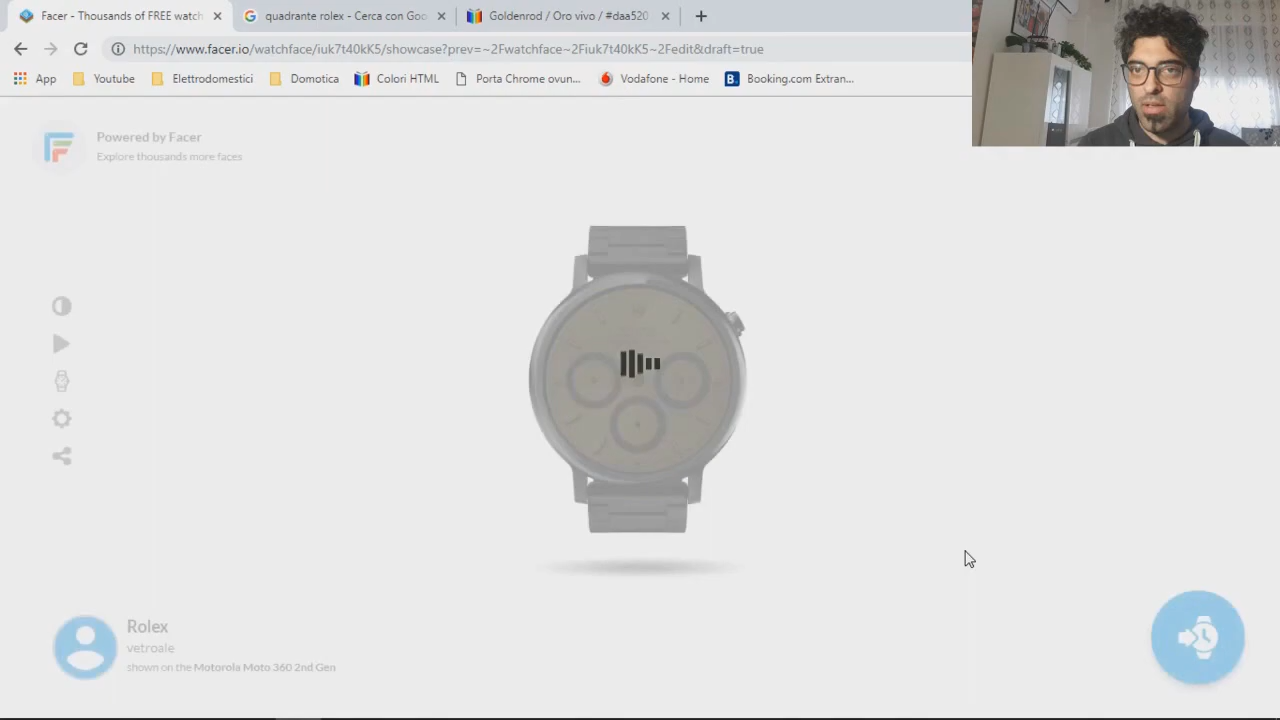 Facer - Thousands of FREE watch
quadrante rolex - Cerca con Goo
Goldenrod / Oro vivo / #daa520
https://www.facer.io/watchface/iuk7t40kK5/showcase?prev=~2Fwatchface~2Fiuk7t40kK5~2Fedit&draft=true
App
Youtube
Elettrodomestici
Domotica
Colori HTML
Porta Chrome ovun...
Vodafone - Home
B.
Booking.com Extran...
Powered by Facer
Explore thousands more faces
Rolex
vetroale
shown on the Motorola Moto 360 2nd Gen